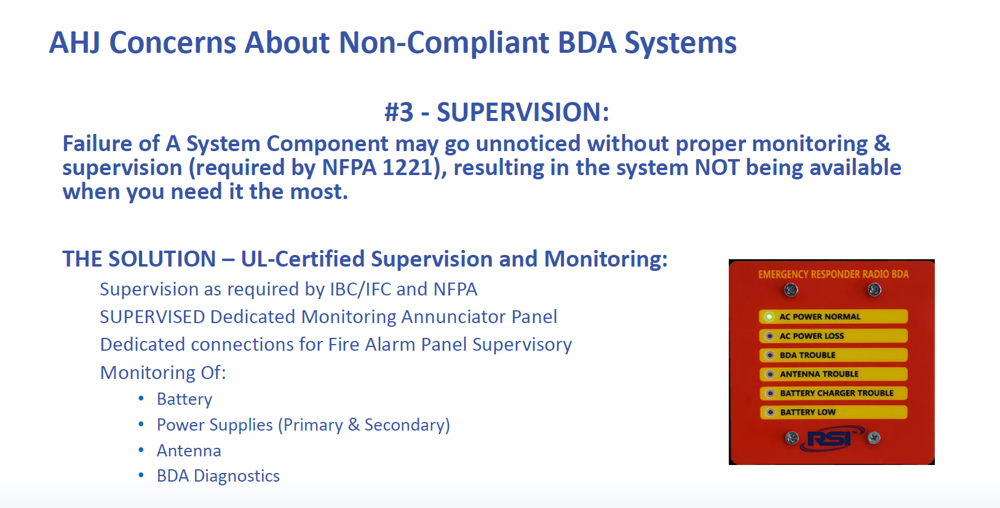 AHJ Concerns About Non-Compliant BDA Systems
#3 - SUPERVISION:
Failure of A System Component may go unnoticed without proper monitoring &
supervision (required by NFPA 1221), resulting in the system NOT being available
when you need it the most.
THE SOLUTION – UL-Certified Supervision and Monitoring:
Supervision as required by IBC/IFC and NFPA
SUPERVISED Dedicated Monitoring Annunciator Panel
Dedicated connections for Fire Alarm Panel Supervisory
Monitoring Of:
• Battery
• Power Supplies (Primary & Secondary)
• Antenna
• BDA Diagnostics
EMERGENCY RESPONDER RADIO BDA
AC POWER NORMAL
AC POWER LOSS
BDA TROUBLE
ANTENNA TROUBLE
BATTERY CHARGER TROUBLE
BATTERY LOW
RSI™